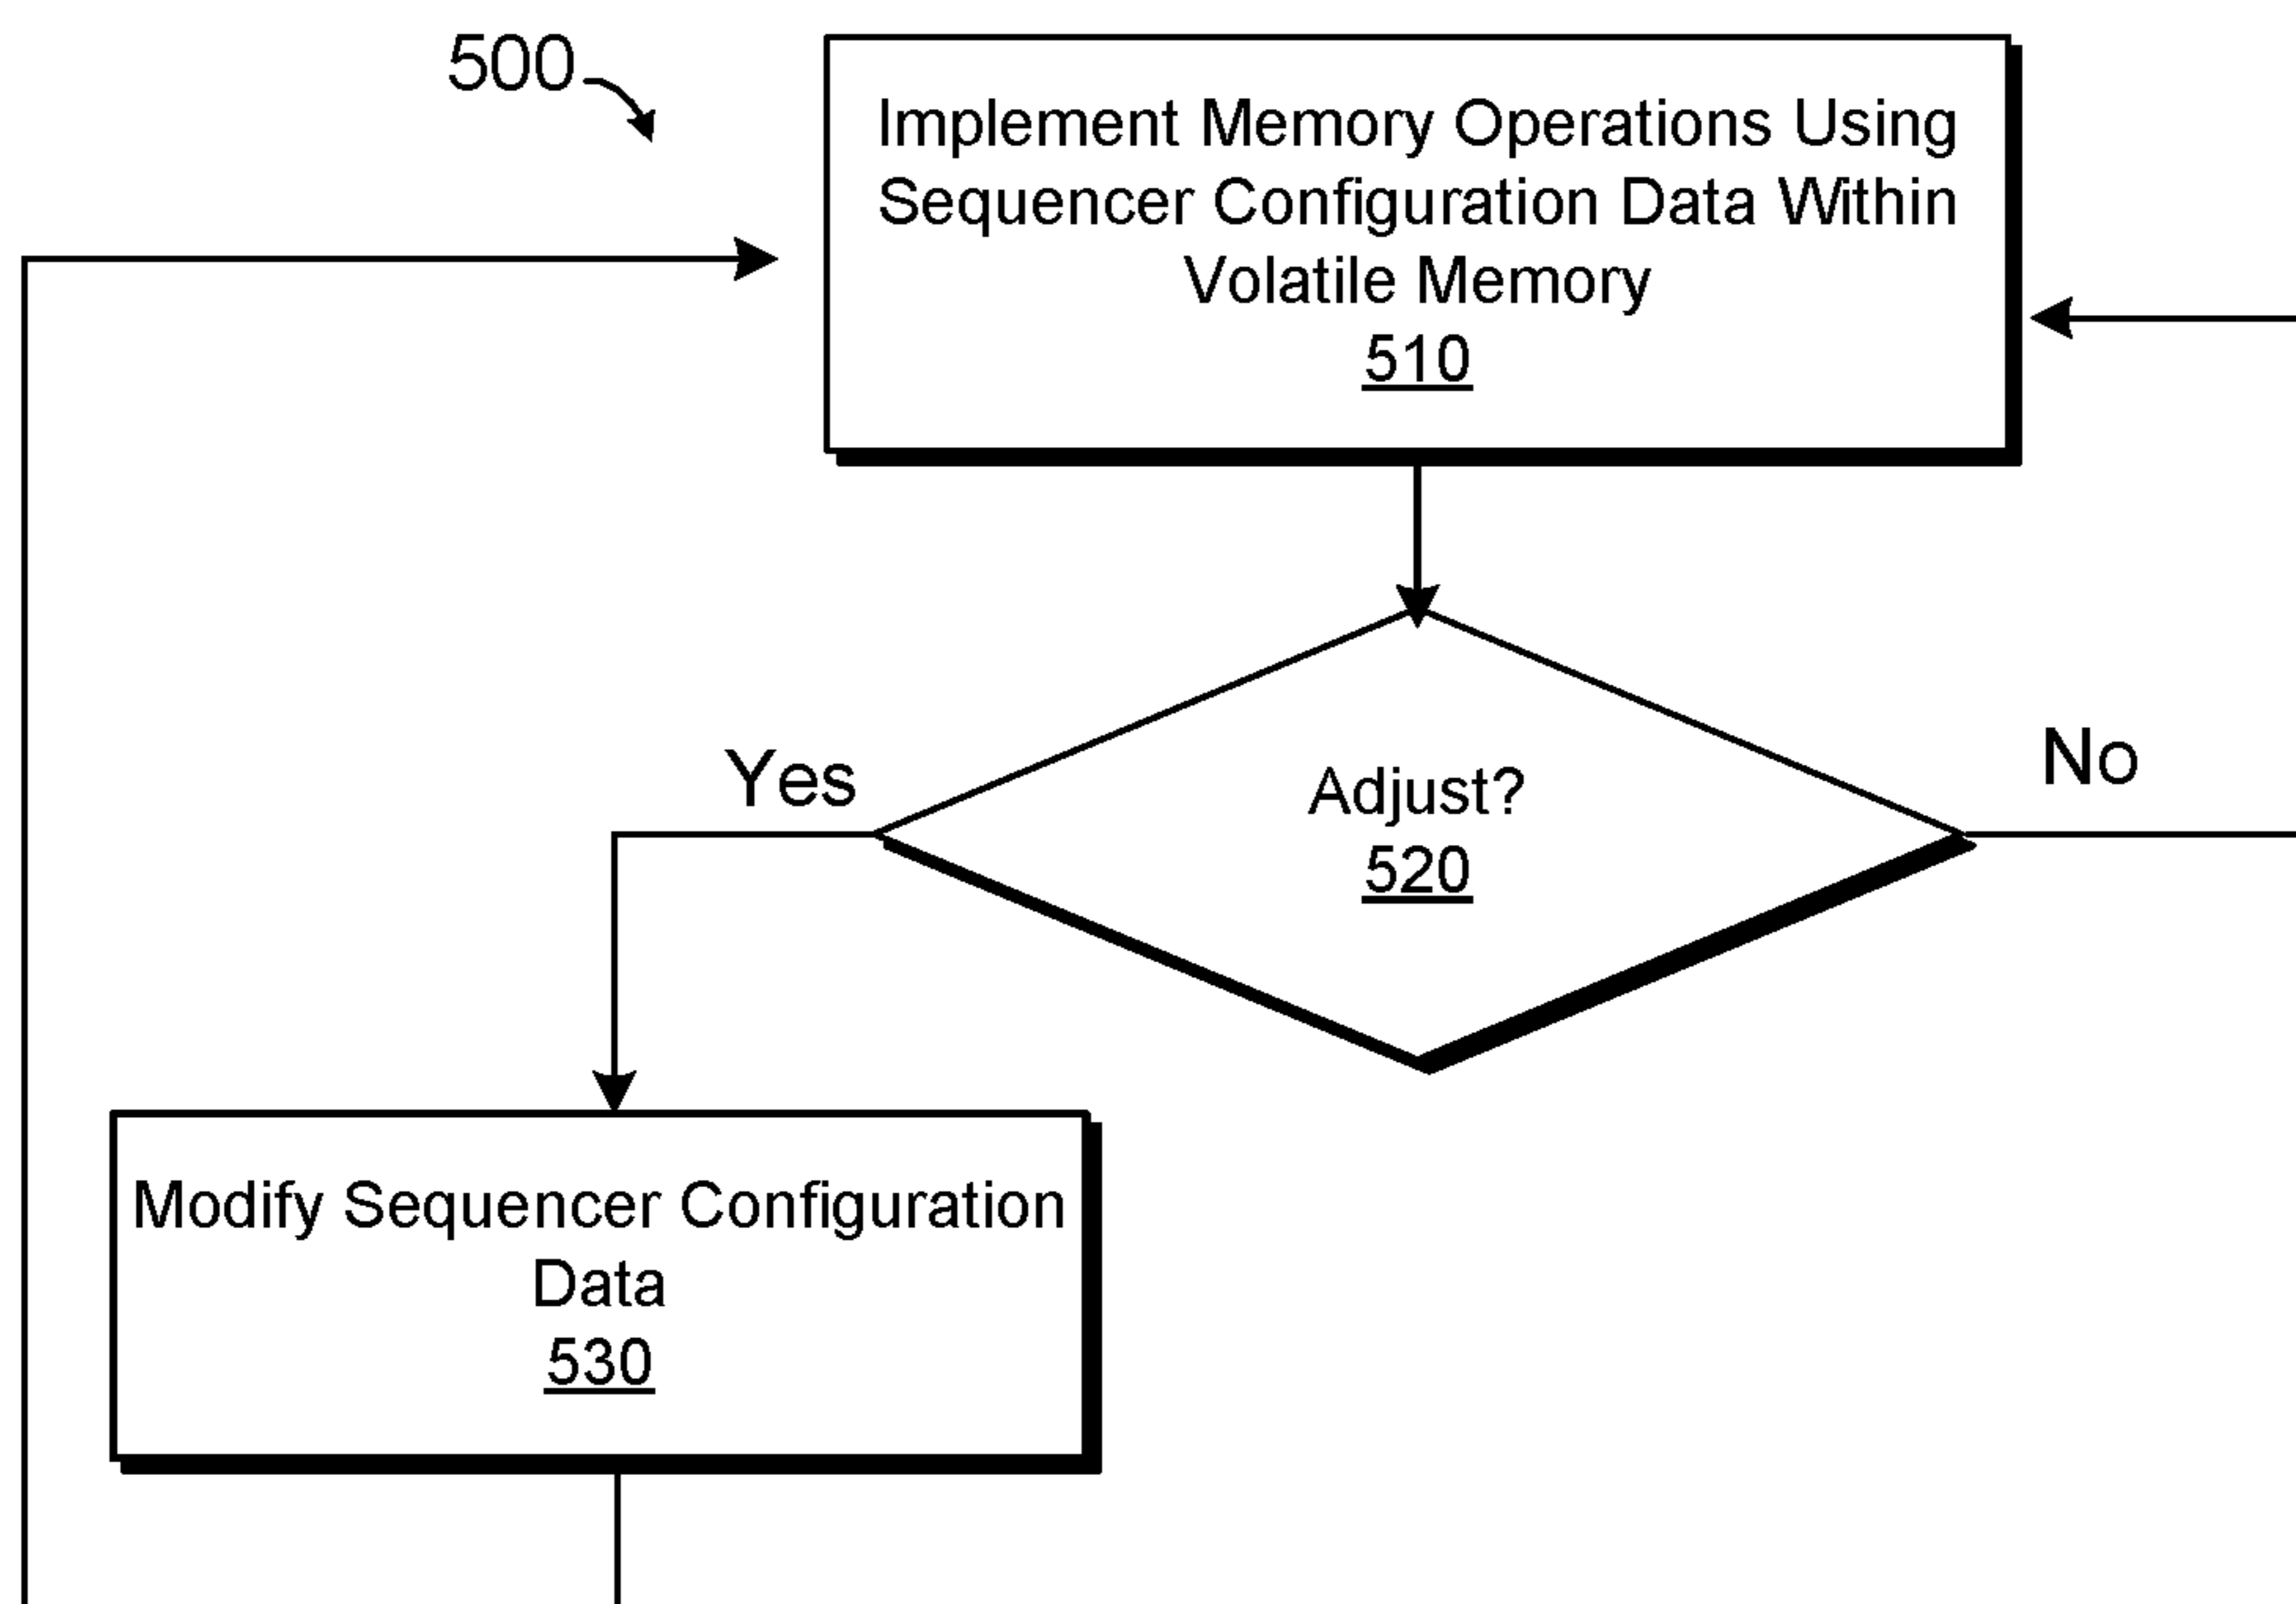 500
Implement Memory Operations Using
Sequencer Configuration Data Within
Volatile Memory
510
Yes
No
Adjust?
520
Modify Sequencer Configuration
Data
530